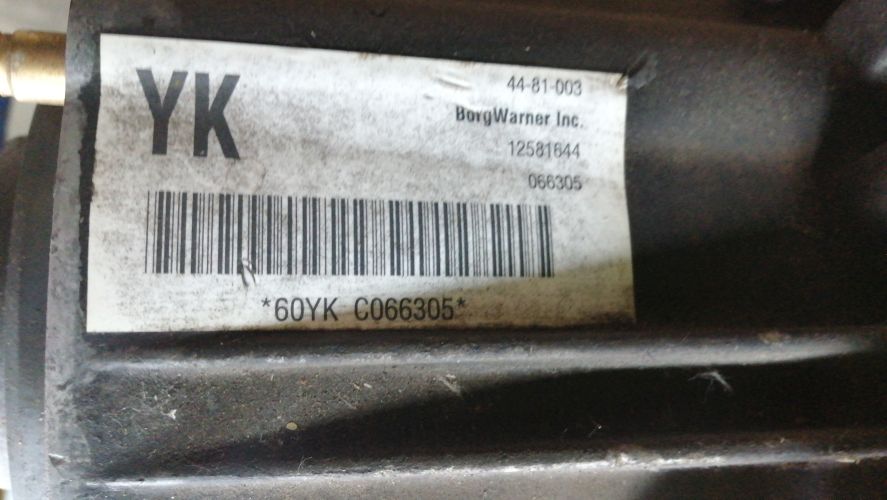 YK
44-81-003
BorgWarner Inc.
12581644
066305
*60YK C066305*